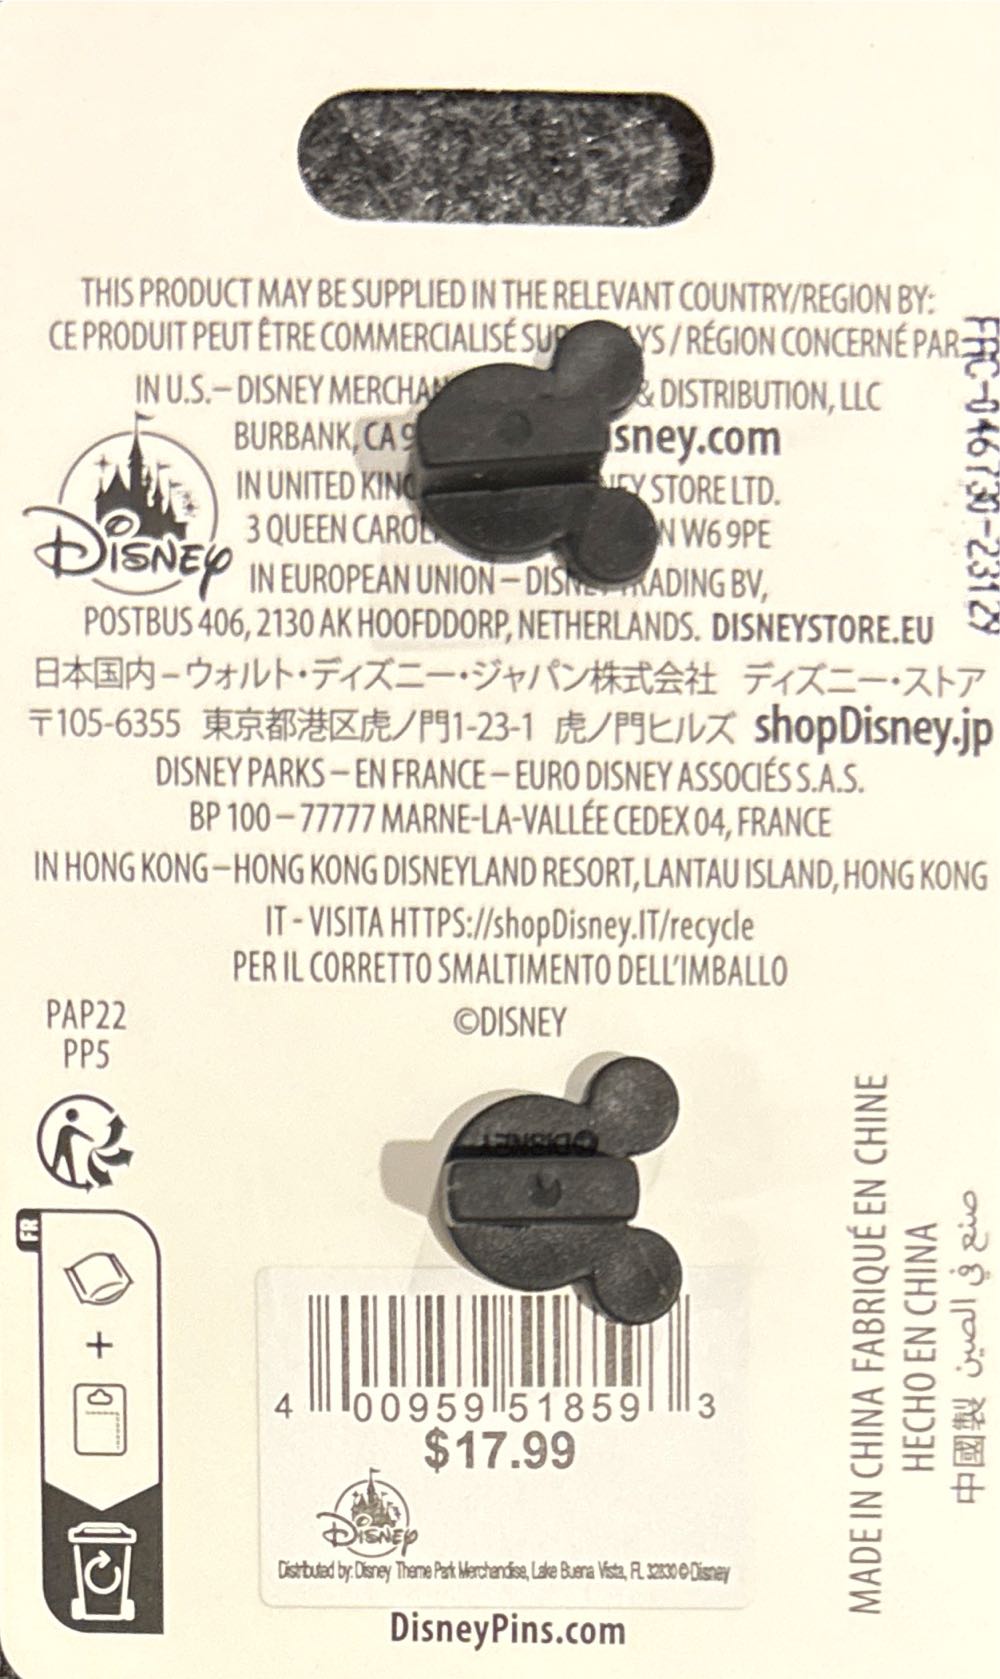 THIS PRODUCT MAY BE SUPPLIED IN THE RELEVANT COUNTRY/REGION BY:
CE PRODUIT PEUT ÊTRE COMMERCIALISÉ / RÉGION CONCERNÉ PAR:
IN U.S. – DISNEY & DISTRIBUTION, LLC
BURBANK, CA
IN UNITED STORE LTD.
3 QUEEN W6 9PE
IN EUROPEAN UNION – BV,
POSTBUS 406, 2130 AK HOOFDDORP, NETHERLANDS. DISNEYSTORE.EU
DISNEY
日本国内 – ウォルト・ディズニー・ジャパン株式会社 ディズニー・ストア
〒105-6355 東京都港区虎ノ門1-23-1 虎ノ門ヒルズ shopDisney.jp
DISNEY PARKS – EN FRANCE – EURO DISNEY ASSOCIÉS S.A.S.
BP 100 – 77777 MARNE-LA-VALLÉE CEDEX 04, FRANCE
IN HONG KONG – HONG KONG DISNEYLAND RESORT, LANTAU ISLAND, HONG KONG
IT - VISITA HTTPS://shopDisney.IT/recycle
PER IL CORRETTO SMALTIMENTO DELL'IMBALLO
©DISNEY
PAP22
PP5
FR
+
©DISNEY
4 00959 51859 3
$17.99
DISNEY
Distributed by: Disney Theme Park Merchandise, Lake Buena Vista, FL 32830 © Disney
DisneyPins.com
MADE IN CHINA FABRIQUÉ EN CHINE
HECHO EN CHINA
中國製 صنع في الصين